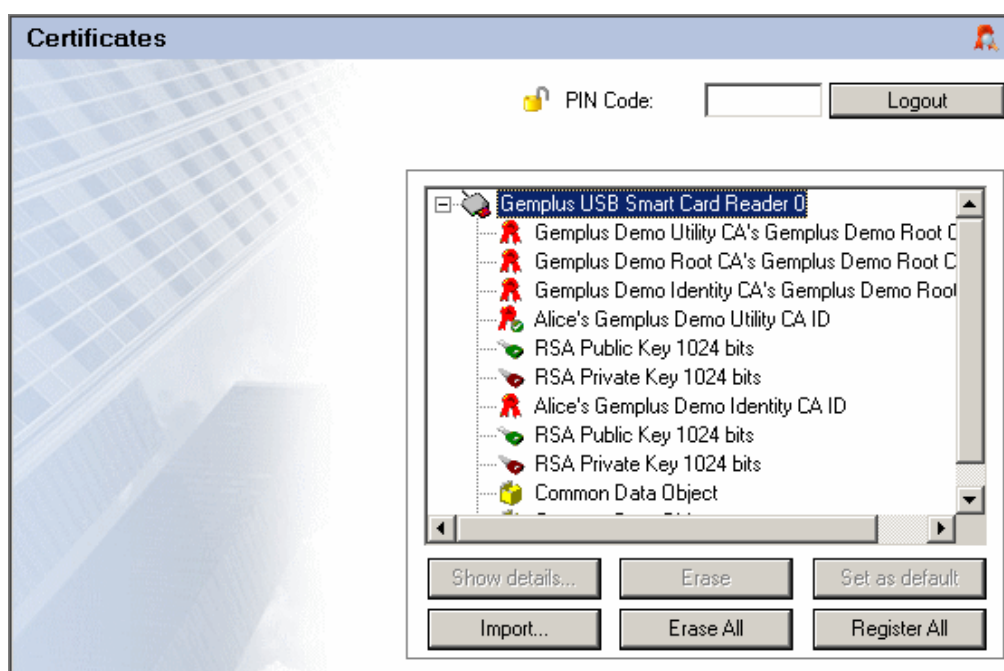 Certificates
PIN Code:
Logout
Gemplus USB Smart Card Reader 0
Gemplus Demo Utility CA's Gemplus Demo Root C
Gemplus Demo Root CA's Gemplus Demo Root C
Gemplus Demo Identity CA's Gemplus Demo Root
Alice's Gemplus Demo Utility CA ID
RSA Public Key 1024 bits
RSA Private Key 1024 bits
Alice's Gemplus Demo Identity CA ID
RSA Public Key 1024 bits
RSA Private Key 1024 bits
Common Data Object
Show details... Erase Set as default
Import... Erase All Register All